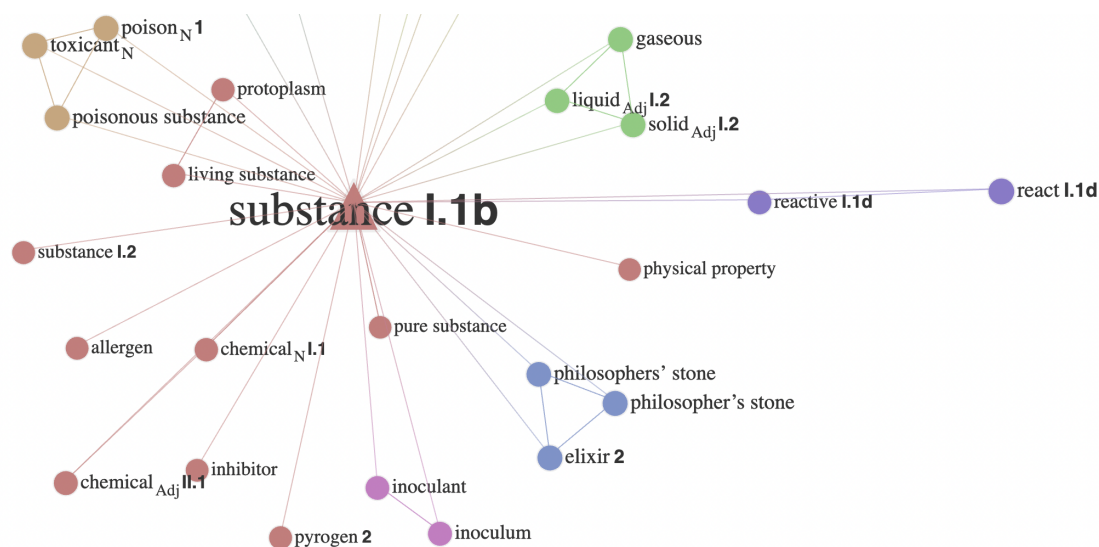 poison N 1
toxicant N
gaseous
protoplasm
liquid Adj I.2
poisonous substance
solid Adj I.2
living substance
substance I.1b
reactive I.1d
react I.1d
substance I.2
physical property
pure substance
allergen
chemical N I.1
philosophers’ stone
philosopher’s stone
elixir 2
inhibitor
chemical Adj II.1
inoculant
inoculum
pyrogen 2